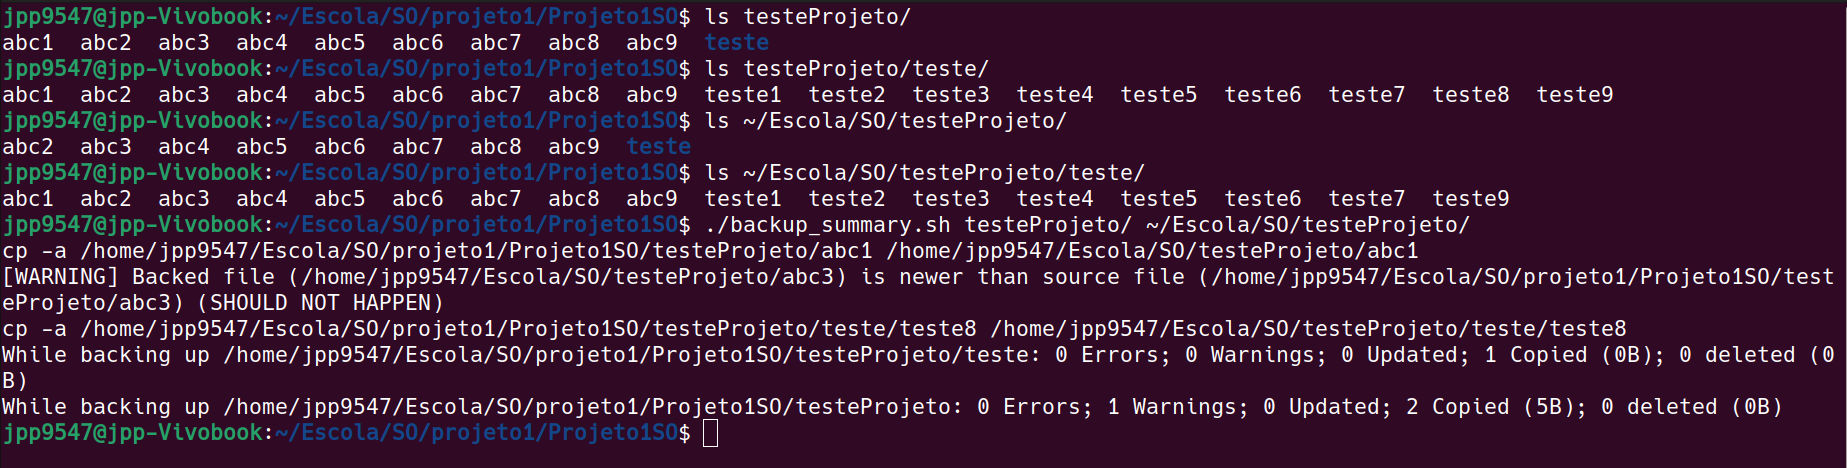 jpp9547@jpp-Vivobook:~/Escola/SO/projeto1/Projeto1SO$ ls testeProjeto/
abc1  abc2  abc3  abc4  abc5  abc6  abc7  abc8  abc9  teste
jpp9547@jpp-Vivobook:~/Escola/SO/projeto1/Projeto1SO$ ls testeProjeto/teste/
abc1  abc2  abc3  abc4  abc5  abc6  abc7  abc8  abc9  teste1  teste2  teste3  teste4  teste5  teste6  teste7  teste8  teste9
jpp9547@jpp-Vivobook:~/Escola/SO/projeto1/Projeto1SO$ ls ~/Escola/SO/testeProjeto/
abc2  abc3  abc4  abc5  abc6  abc7  abc8  abc9  teste
jpp9547@jpp-Vivobook:~/Escola/SO/projeto1/Projeto1SO$ ls ~/Escola/SO/testeProjeto/teste/
abc1  abc2  abc3  abc4  abc5  abc6  abc7  abc8  abc9  teste1  teste2  teste3  teste4  teste5  teste6  teste7  teste9
jpp9547@jpp-Vivobook:~/Escola/SO/projeto1/Projeto1SO$ ./backup_summary.sh testeProjeto/ ~/Escola/SO/testeProjeto/
cp -a /home/jpp9547/Escola/SO/projeto1/Projeto1SO/testeProjeto/abc1 /home/jpp9547/Escola/SO/testeProjeto/abc1
[WARNING] Backed file (/home/jpp9547/Escola/SO/testeProjeto/abc3) is newer than source file (/home/jpp9547/Escola/SO/projeto1/Projeto1SO/test
eProjeto/abc3) (SHOULD NOT HAPPEN)
cp -a /home/jpp9547/Escola/SO/projeto1/Projeto1SO/testeProjeto/teste/teste8 /home/jpp9547/Escola/SO/testeProjeto/teste/teste8
While backing up /home/jpp9547/Escola/SO/projeto1/Projeto1SO/testeProjeto/teste: 0 Errors; 0 Warnings; 0 Updated; 1 Copied (0B); 0 deleted (0
B)
While backing up /home/jpp9547/Escola/SO/projeto1/Projeto1SO/testeProjeto: 0 Errors; 1 Warnings; 0 Updated; 2 Copied (5B); 0 deleted (0B)
jpp9547@jpp-Vivobook:~/Escola/SO/projeto1/Projeto1SO$